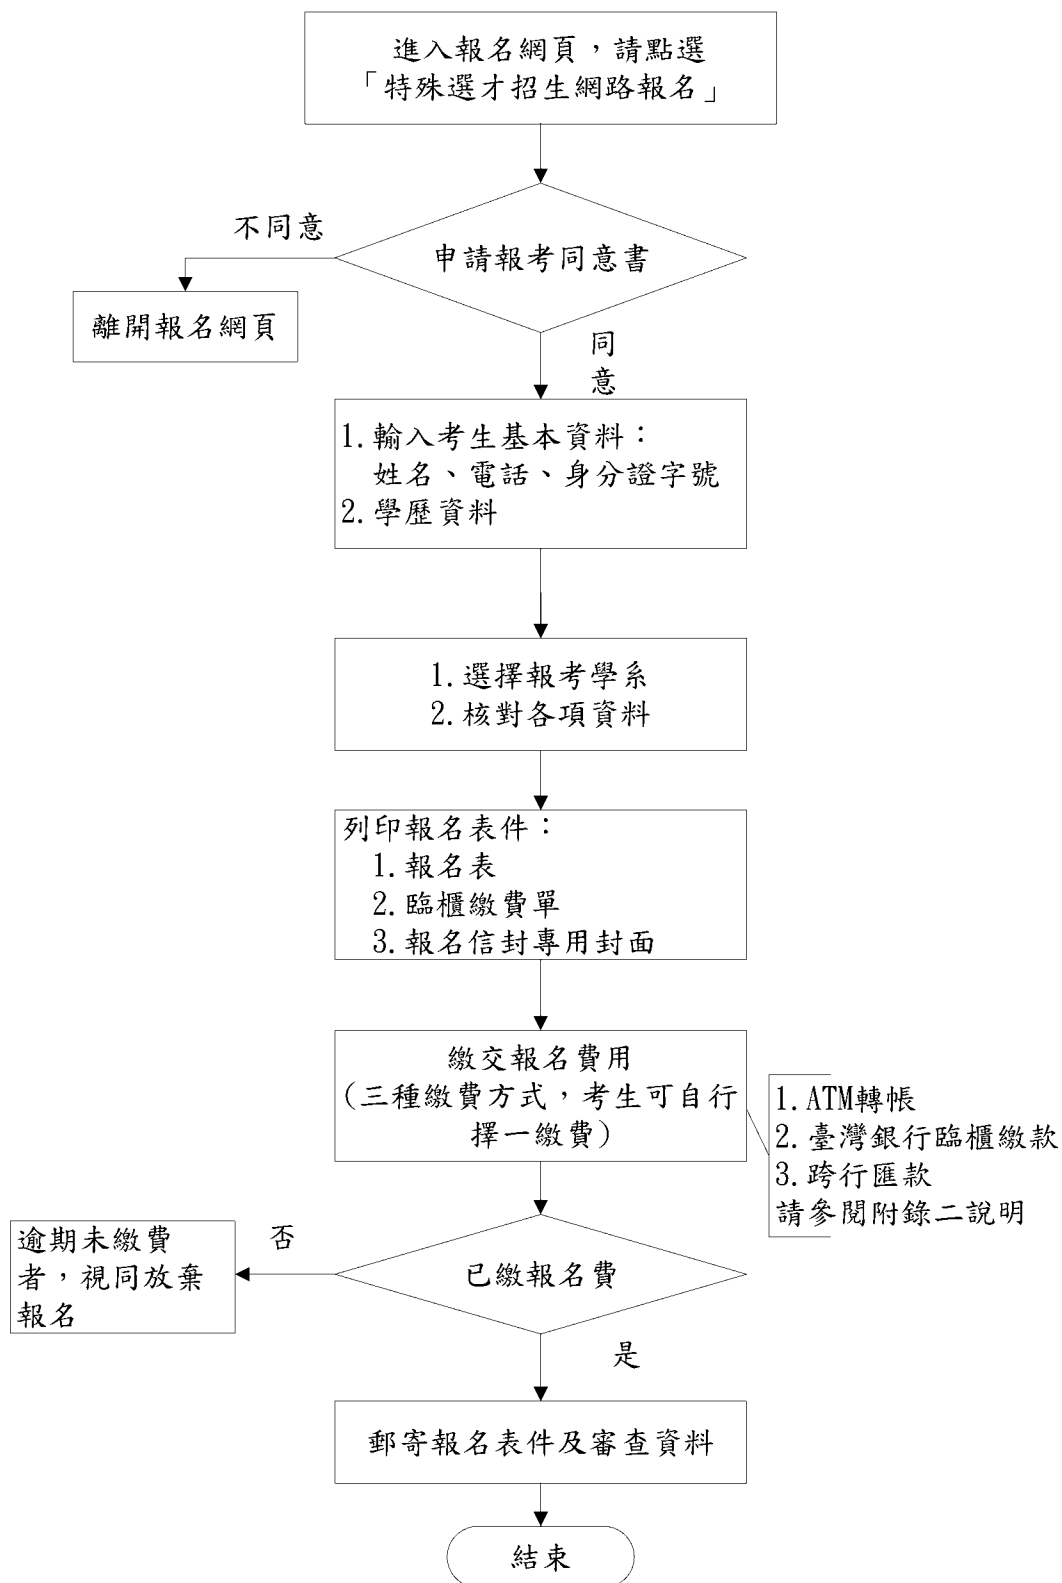 進入報名網頁，請點選
「特殊選才招生網路報名」
不同意
申請報考同意書
離開報名網頁
同
意
1.輸入考生基本資料：
姓名、電話、身分證字號
2.學歷資料
1.選擇報考學系
2.核對各項資料
列印報名表件：
1.報名表
2.臨櫃繳費單
3.報名信封專用封面
繳交報名費用
(三種繳費方式，考生可自行
擇一繳費)
1.ATM轉帳
2.臺灣銀行臨櫃繳款
3.跨行匯款
請參閱附錄二說明
逾期未繳費
者，視同放棄
報名
否
已繳報名費
是
郵寄報名表件及審查資料
結束